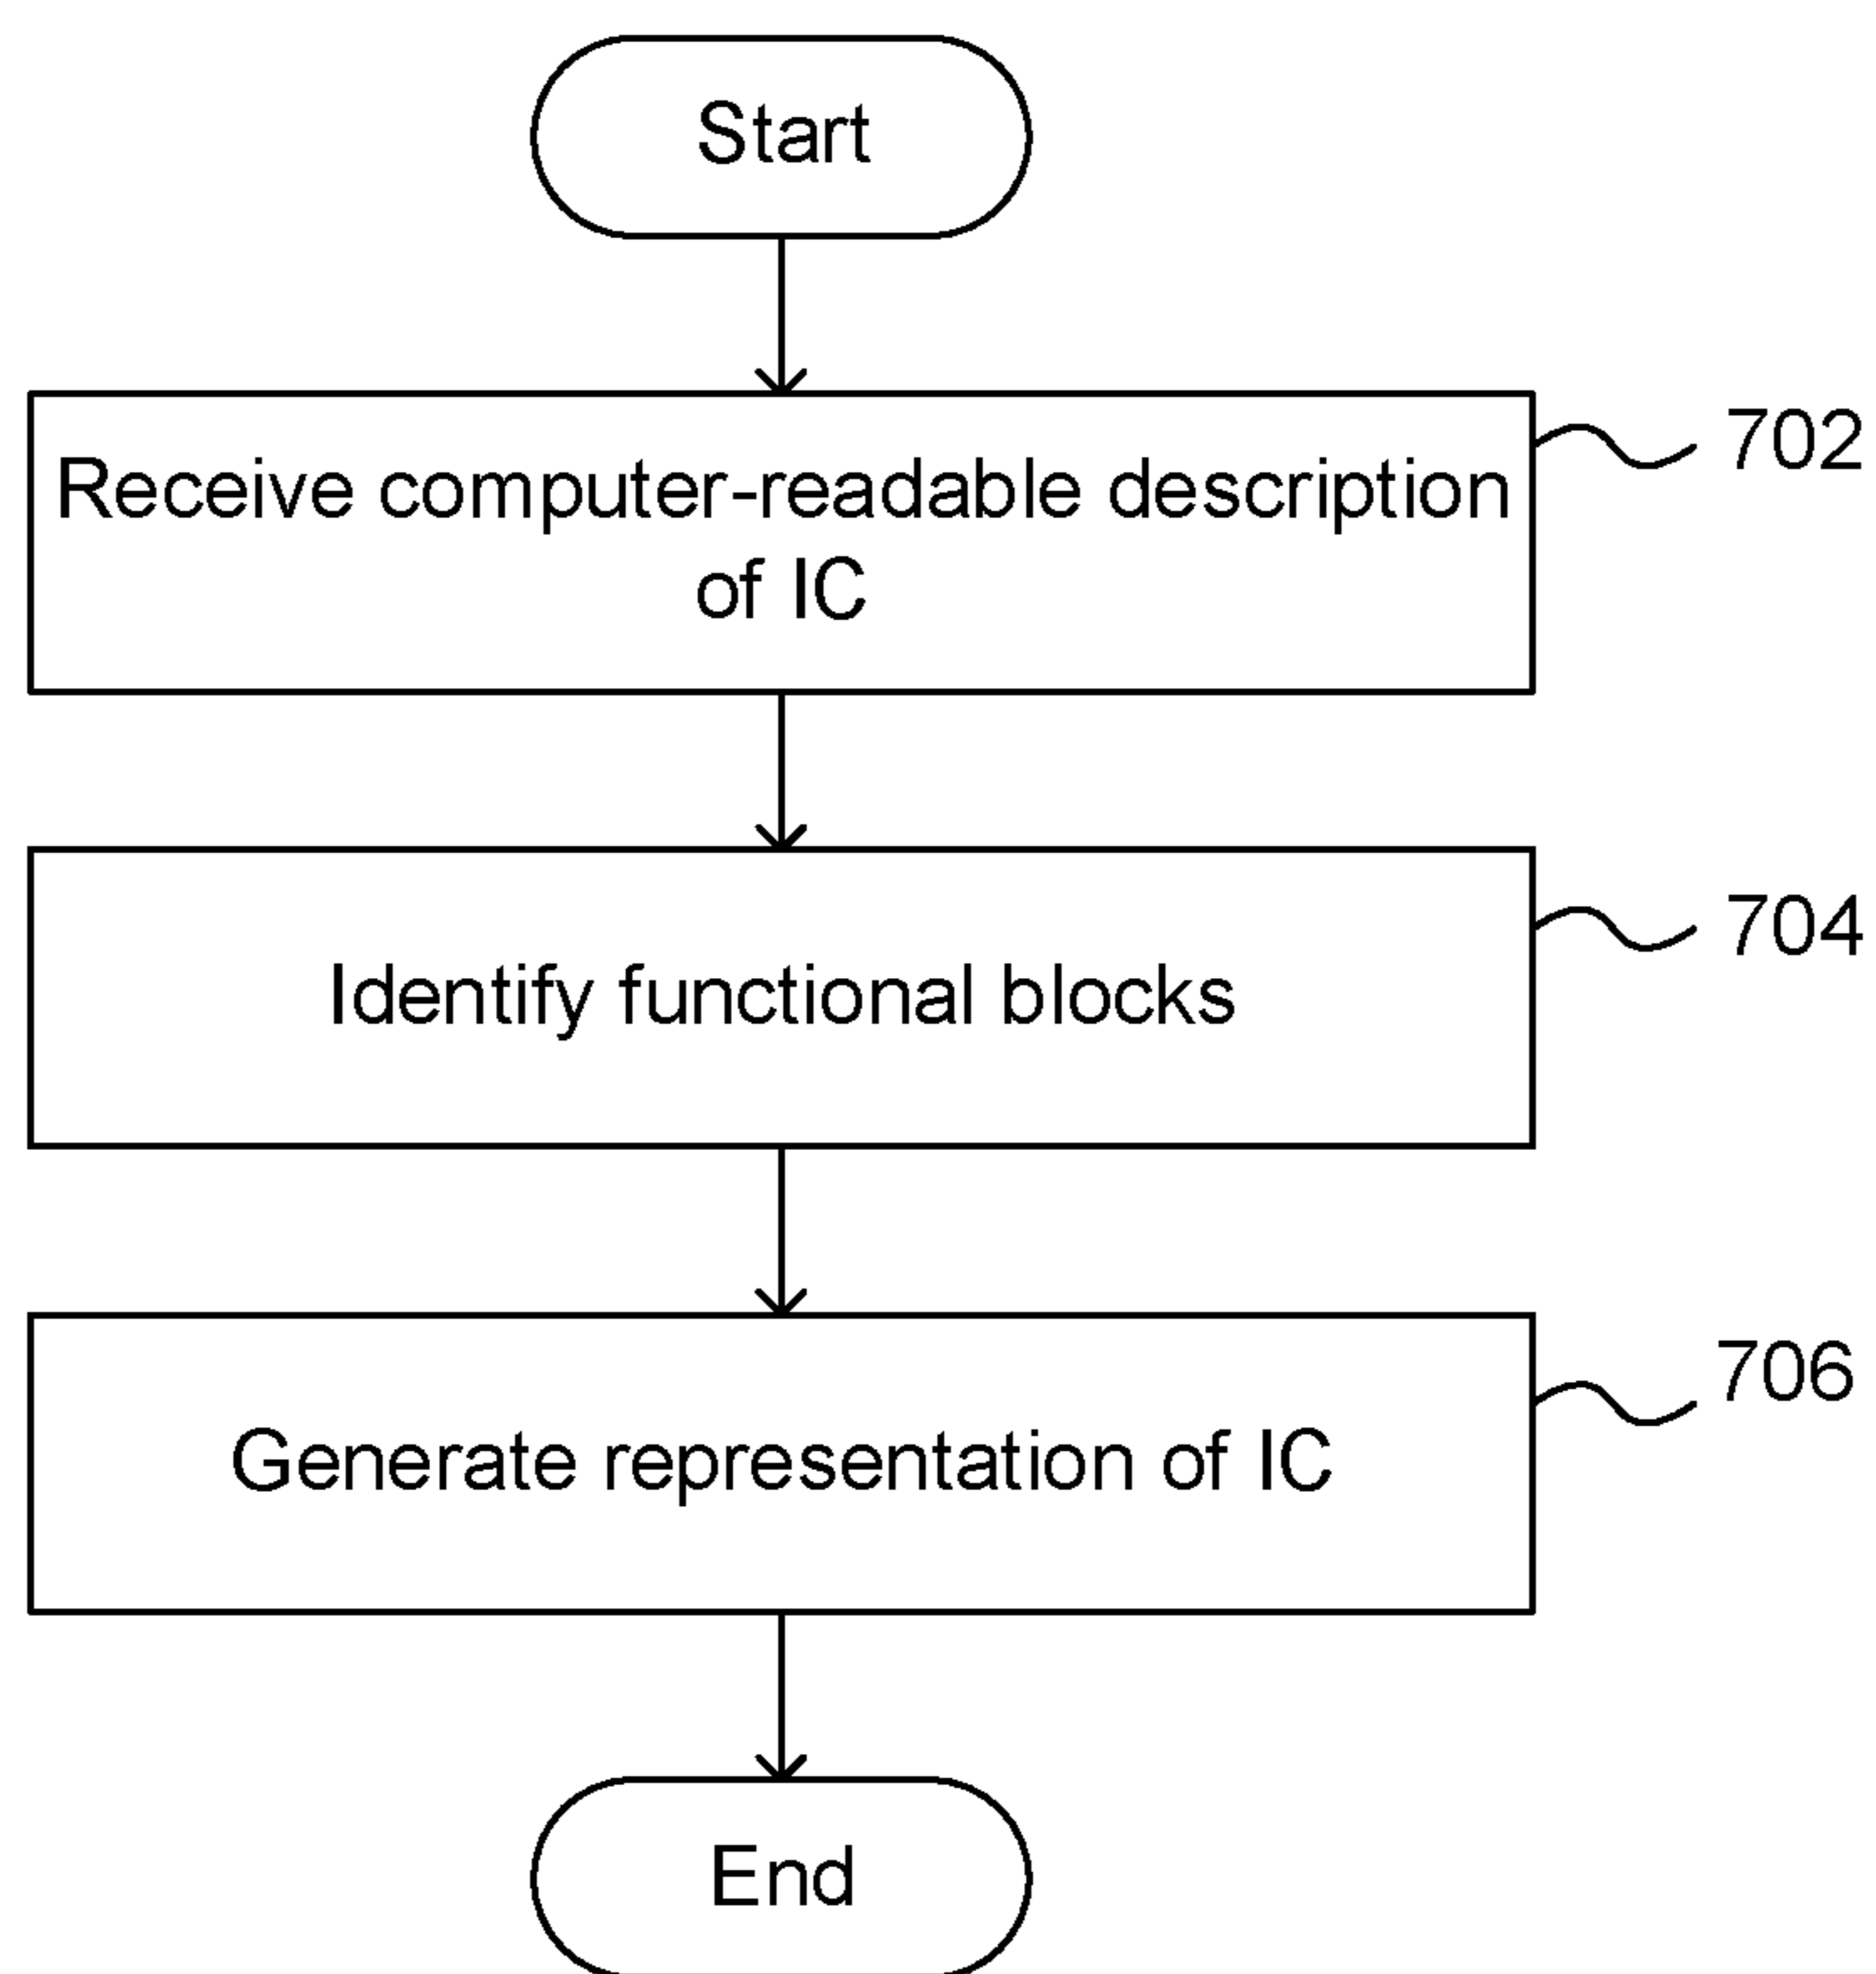 Start
702
Receive computer-readable description
of IC
704
Identify functional blocks
706
Generate representation of IC
End